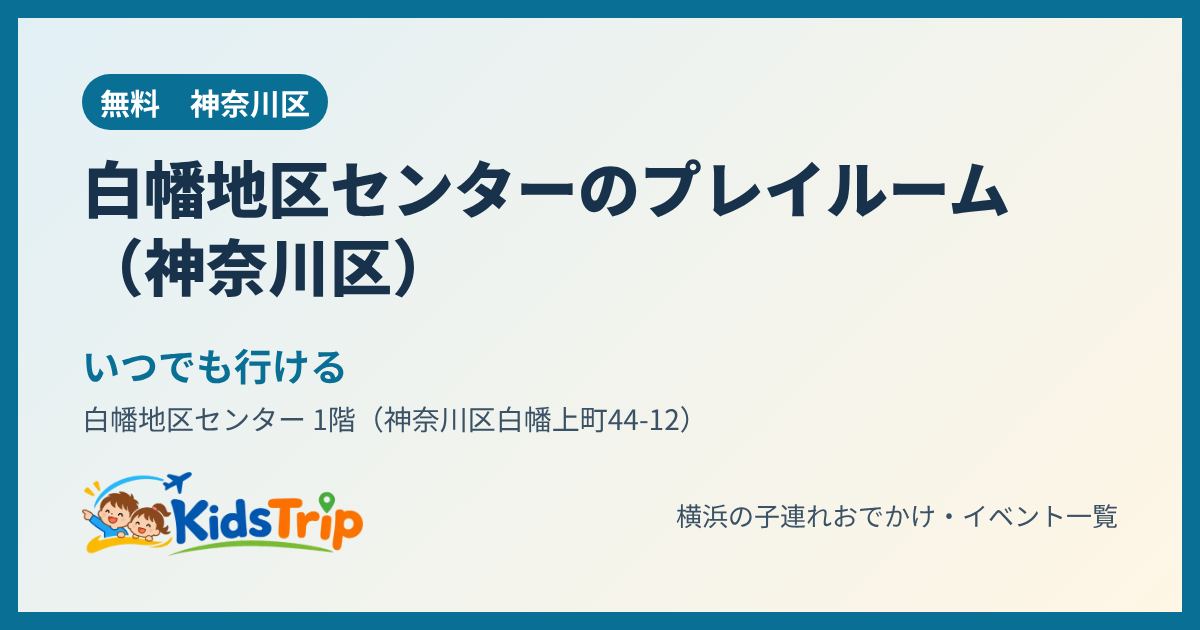 無料　神奈川区
白幡地区センターのプレイルーム
（神奈川区）
いつでも行ける
白幡地区センター 1階（神奈川区白幡上町44-12）
KidsTrip
横浜の子連れおでかけ・イベント一覧